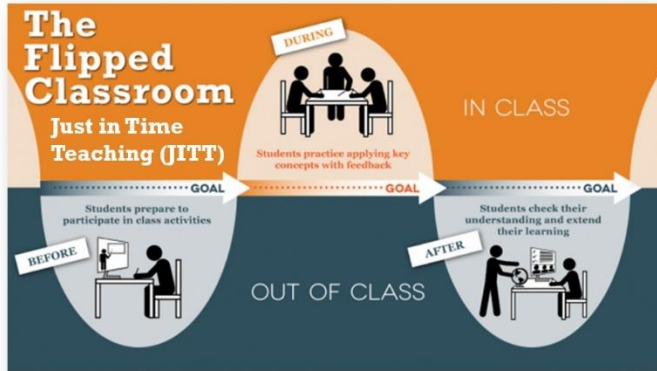 The
Flipped
Classroom
Just in Time
Teaching (JITT)
DURING
IN CLASS
Students practice applying key
concepts with feedback
GOAL
GOAL
GOAL
Students prepare to
participate in class activities
BEFORE
OUT OF CLASS
Students check their
understanding and extend
their learning
AFTER